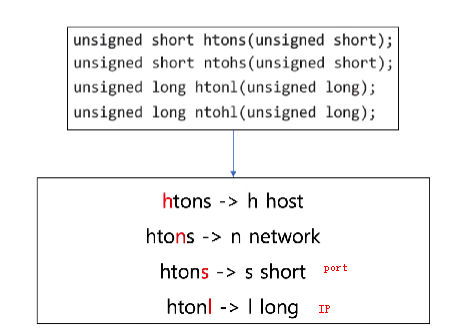 unsigned short htons(unsigned short);
unsigned short ntohs(unsigned short);
unsigned long htonl(unsigned long);
unsigned long ntohl(unsigned long);
htons -> h host
htons -> n network
htons -> s short port
htonl -> l long IP